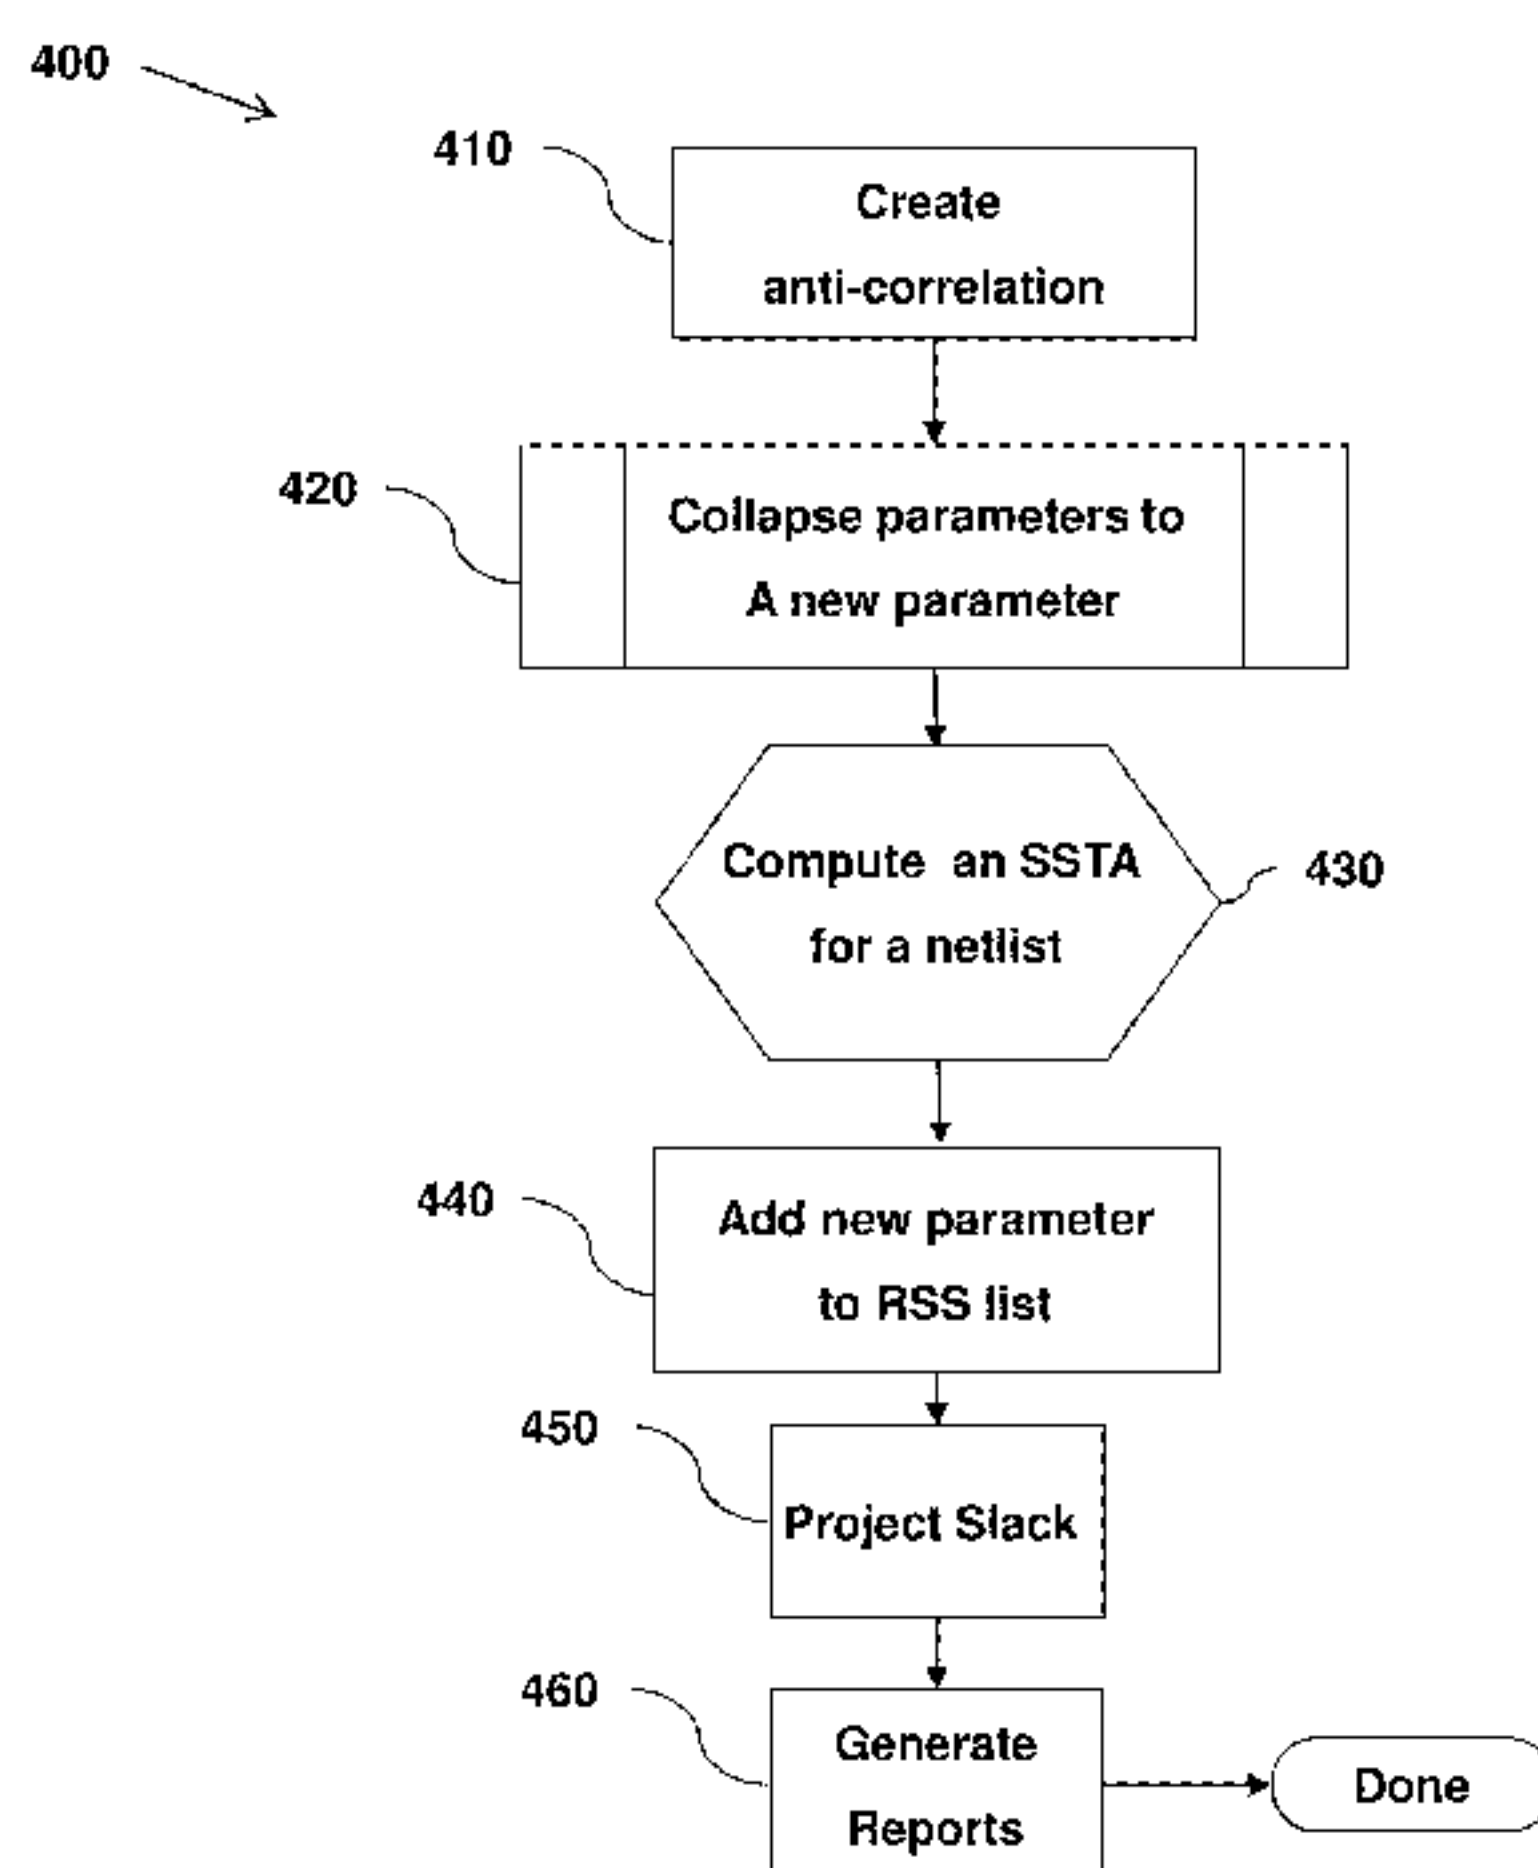 400
410
Create
anti-correlation
420
Collapse parameters to
A new parameter
Compute an SSTA
for a netlist
430
440
Add new parameter
to RSS list
450
Project Slack
460
Generate
Reports
Done